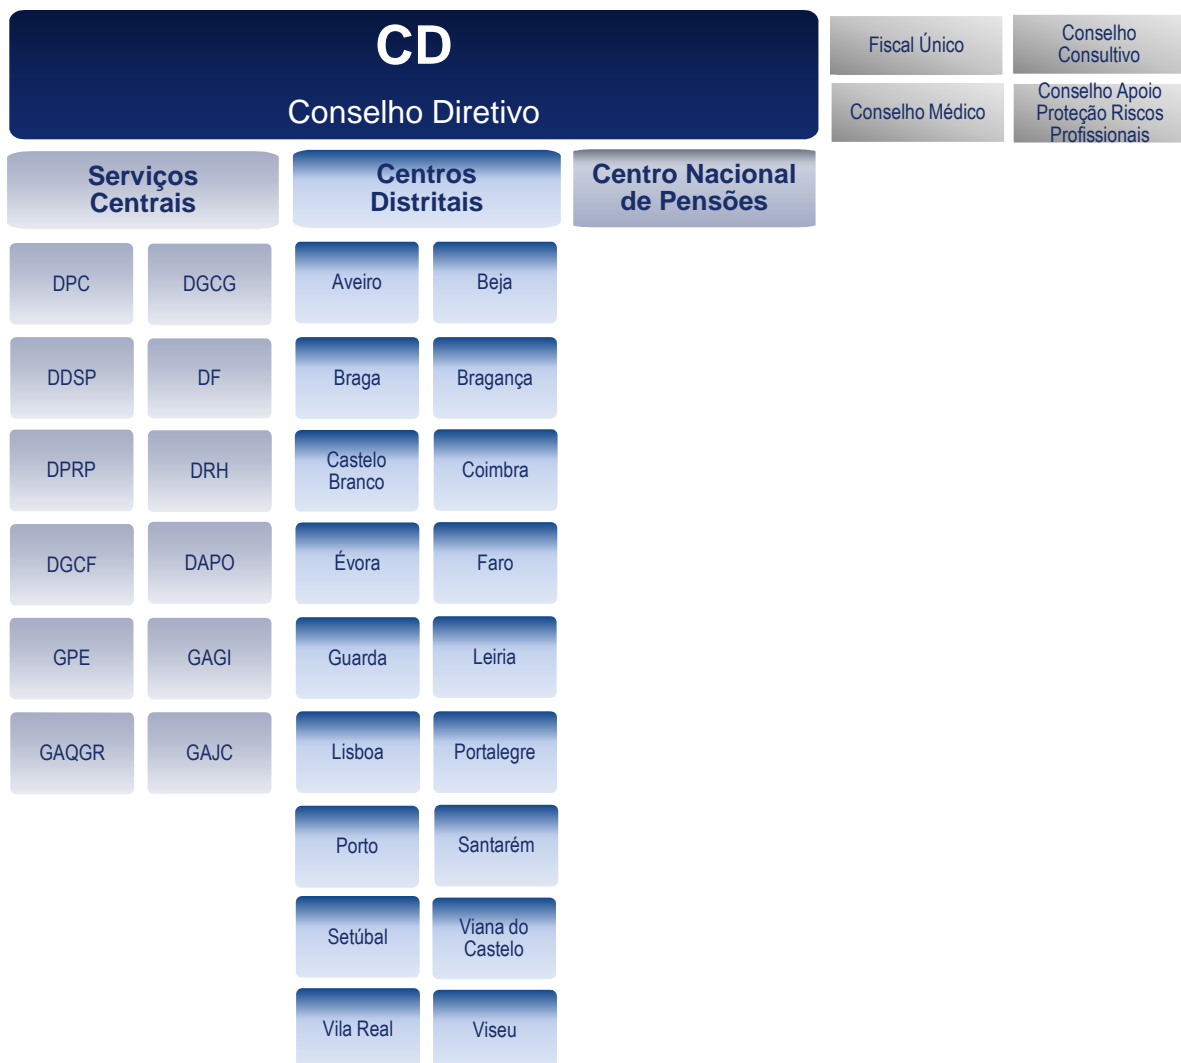 CD
Conselho Diretivo
Fiscal Único
Conselho
Consultivo
Conselho Médico
Conselho Apoio
Proteção Riscos
Profissionais
Serviços
Centrais
Centros
Distritais
Centro Nacional
de Pensões
DPC
DGCG
Aveiro
Beja
DDSP
DF
Braga
Bragança
DPRP
DRH
Castelo
Branco
Coimbra
DGCF
DAPO
Évora
Faro
GPE
GAGI
Guarda
Leiria
GAQGR
GAJC
Lisboa
Portalegre
Porto
Santarém
Setúbal
Viana do
Castelo
Vila Real
Viseu